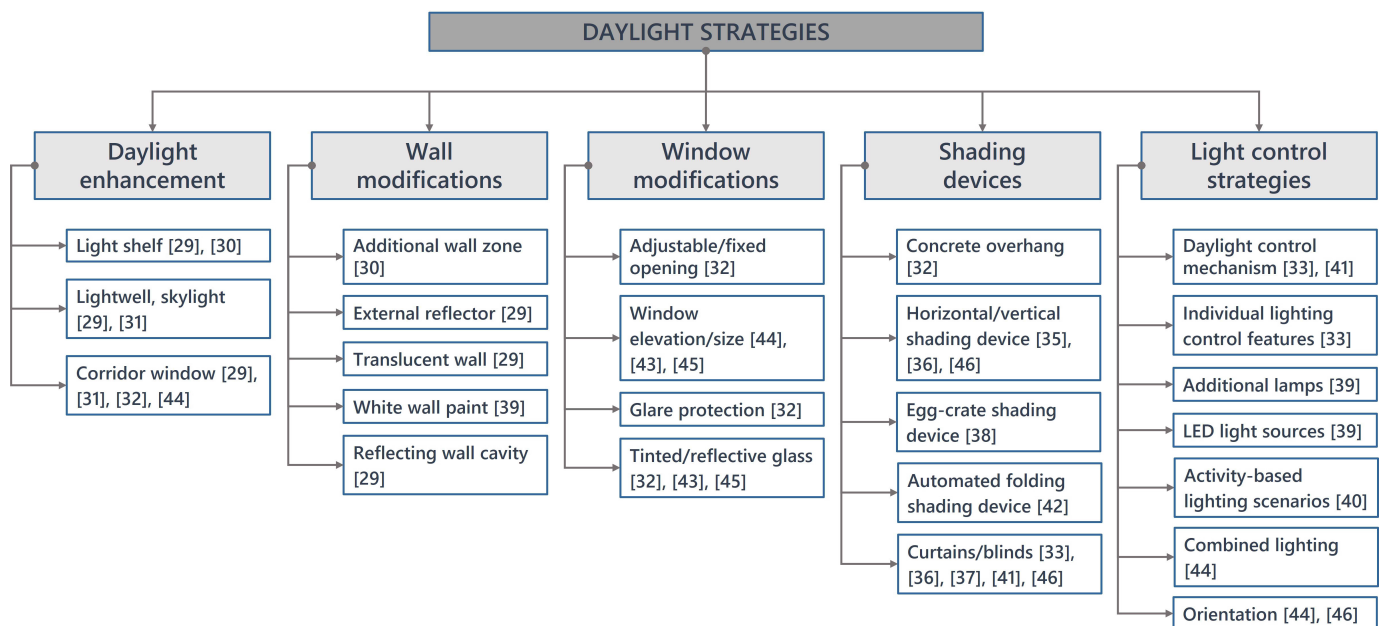 DAYLIGHT STRATEGIES
Daylight
enhancement
Light shelf [29], [30]
Lightwell, skylight
[29], [31]
Corridor window [29],
[31], [32], [44]
Wall
modifications
Additional wall zone
[30]
External reflector [29]
Translucent wall [29]
White wall paint [39]
Reflecting wall cavity
[29]
Window
modifications
Adjustable/fixed
opening [32]
Window
elevation/size [44],
[43], [45]
Glare protection [32]
Tinted/reflective glass
[32], [43], [45]
Shading
devices
Concrete overhang
[32]
Horizontal/vertical
shading device [35],
[36], [46]
Egg-crate shading
device [38]
Automated folding
shading device [42]
Curtains/blinds [33],
[36], [37], [41], [46]
Light control
strategies
Daylight control
mechanism [33], [41]
Individual lighting
control features [33]
Additional lamps [39]
LED light sources [39]
Activity-based
lighting scenarios [40]
Combined lighting
[44]
Orientation [44], [46]